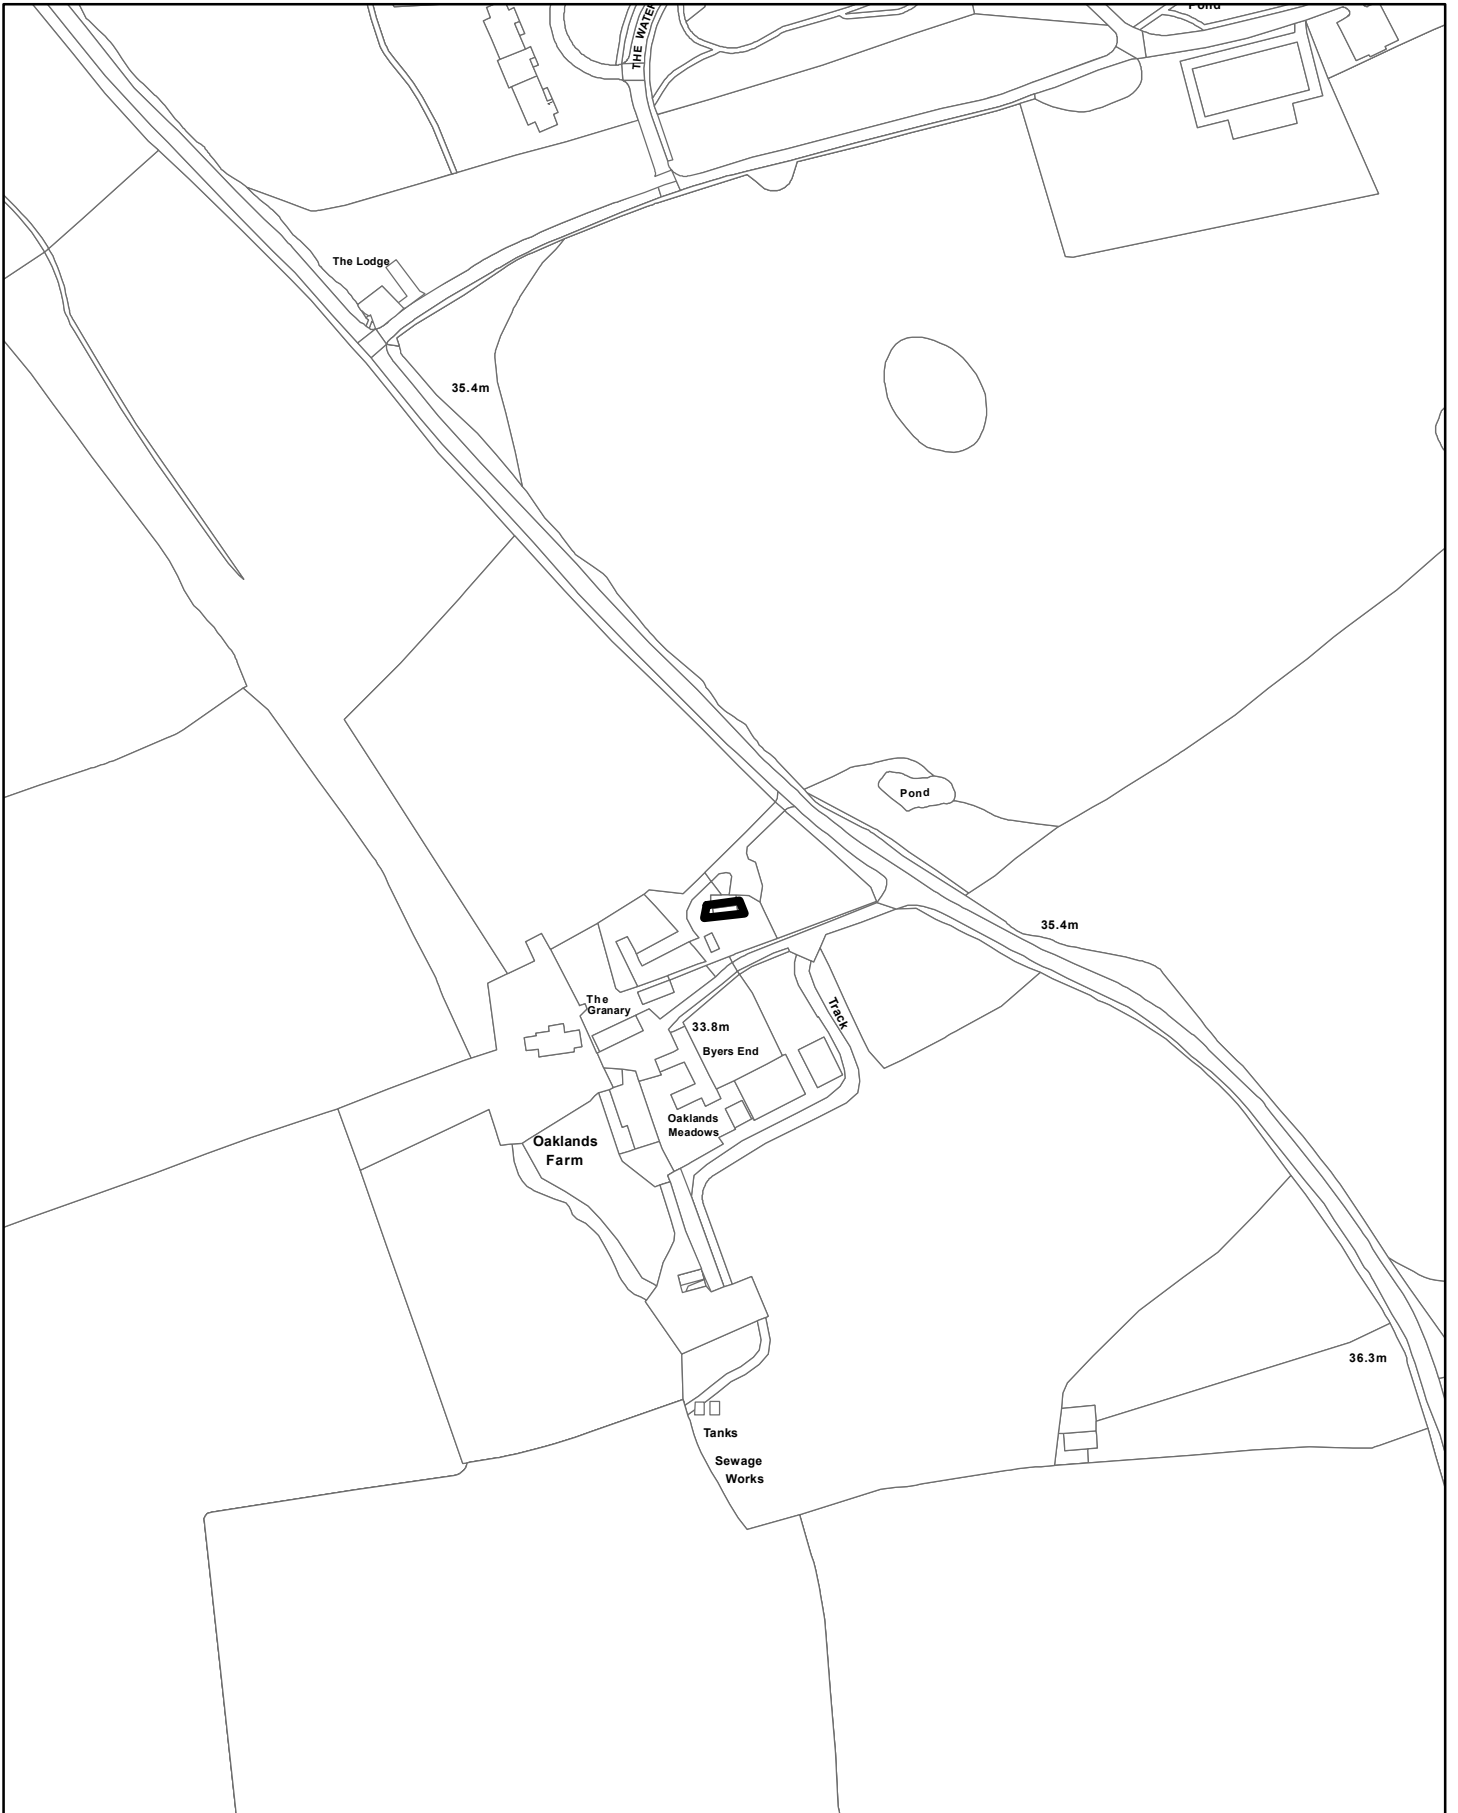 Pond
THE WATER
The Lodge
35.4m
Pond
35.4m
The
Granary
Track
33.8m
Byers End
Oaklands
Meadows
Oaklands
Farm
36.3m
Tanks
Sewage
Works